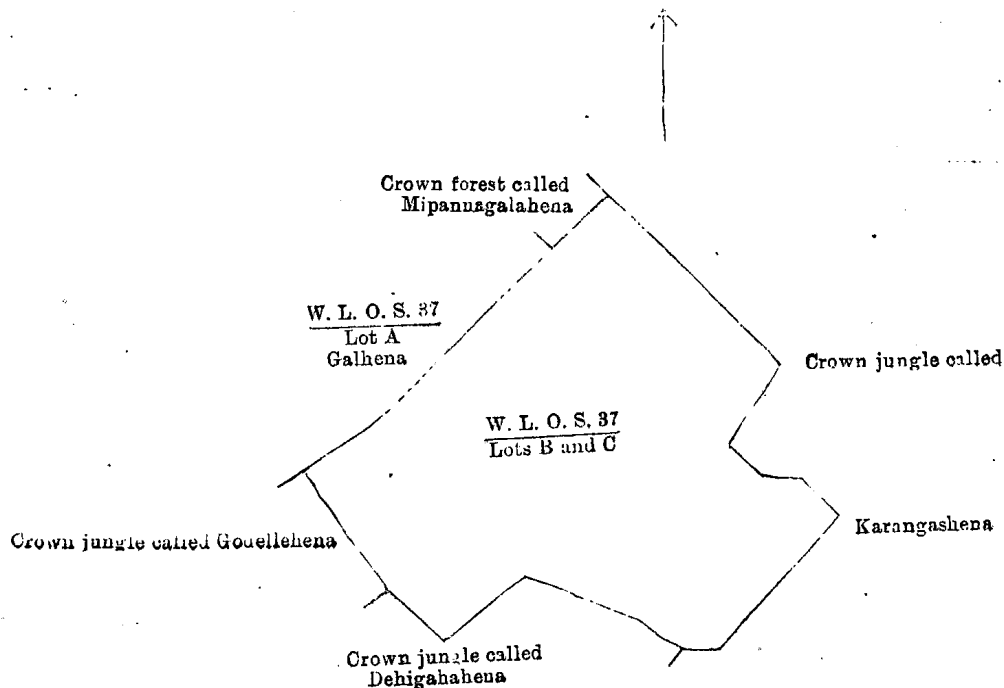 Crown forest called
Mipannagalahena
W. L. O. S. 37
Lot A
Galhena
Crown jungle called
W. L. O. S. 37
Lots B and C
Karangashena
Crown jungle called Godellehena
Crown jungle called
Dehigahahena